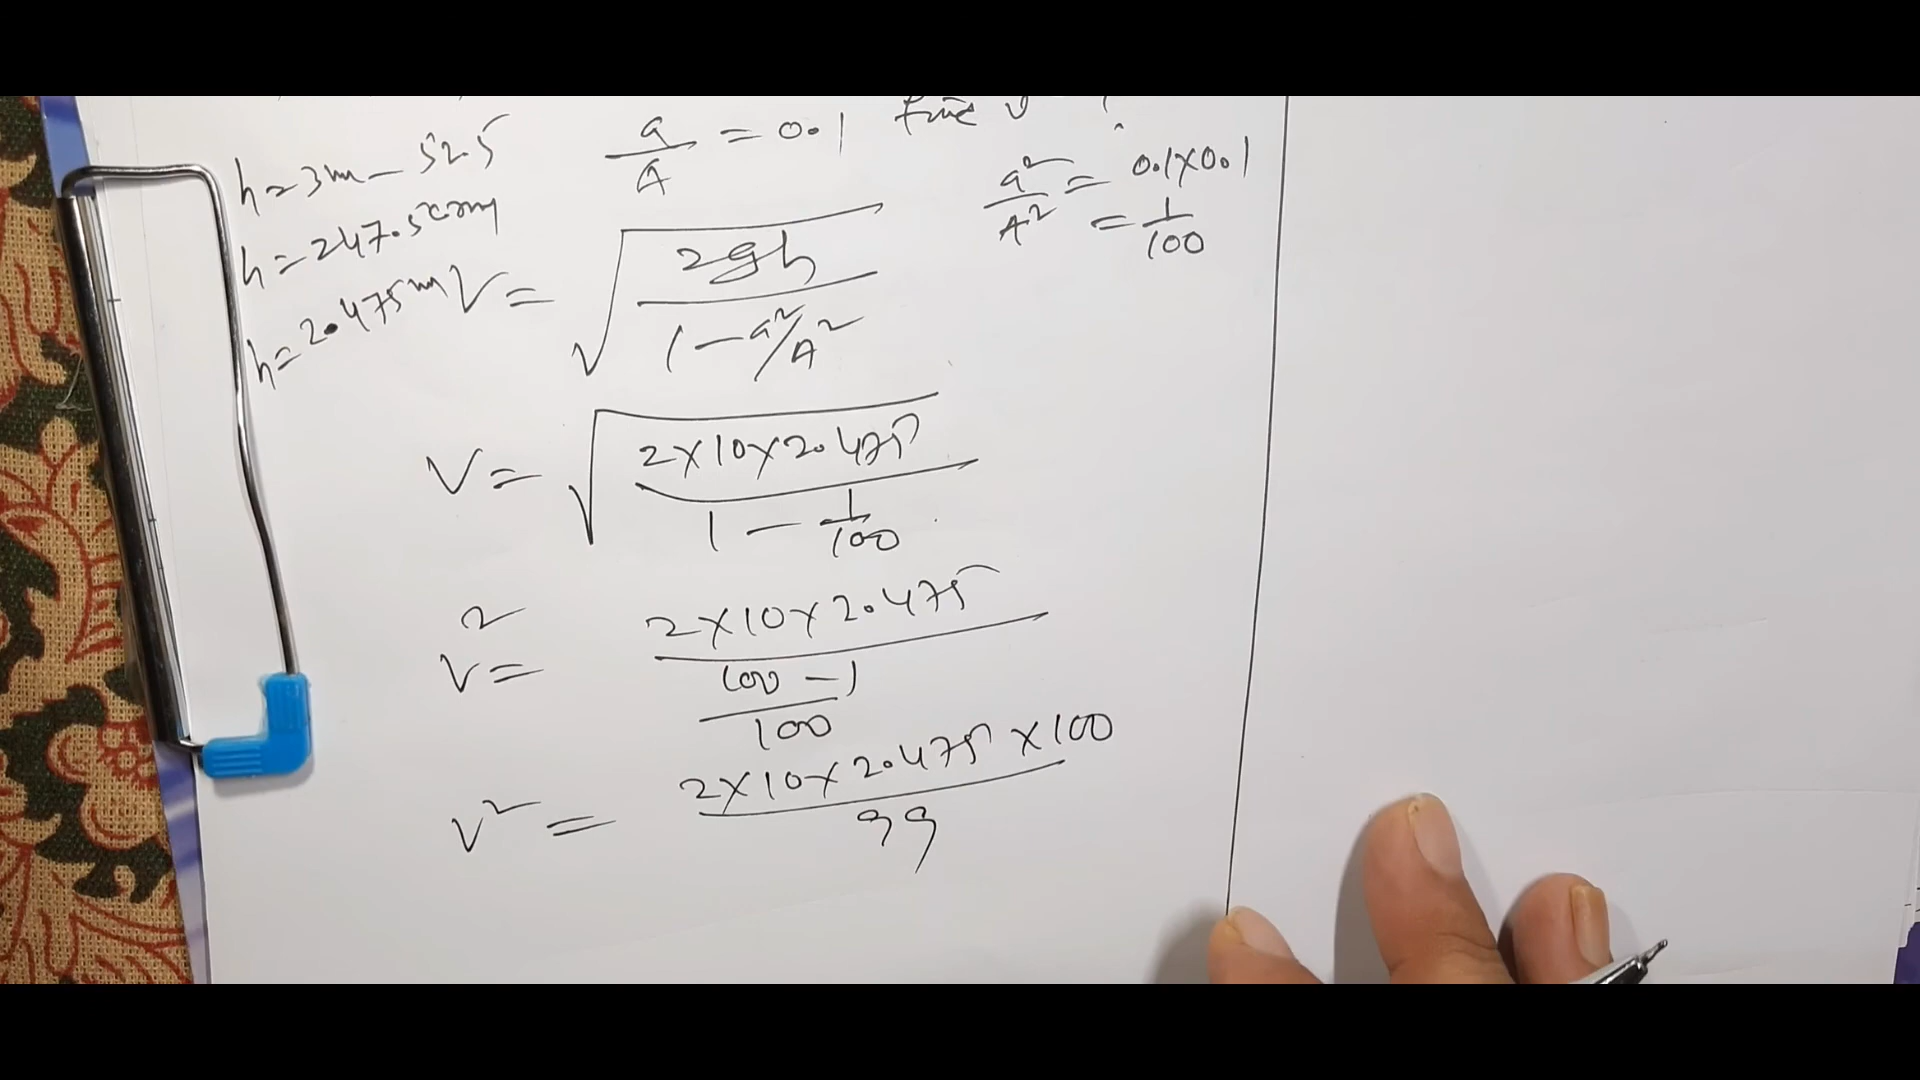 h=3m-52.5
h=247.5cm
h=2.475m
a/A = 0.1
a²/A² = 0.1×0.1
= 1/100
V = √(2gh / (1-a²/A²))
V = √(2×10×2.475 / (1 - 1/100))
V² = 2×10×2.475 / ((100-1)/100)
V² = 2×10×2.475×100 / 99